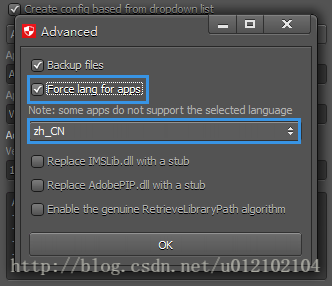 Create config based from dropdown list
Advanced
Backup files
Force lang for apps
Note: some apps do not support the selected language
zh_CN
Replace IMSLib.dll with a stub
Replace AdobePIP.dll with a stub
Enable the genuine RetrieveLibraryPath algorithm
OK
http://blog.csdn.net/u012102104